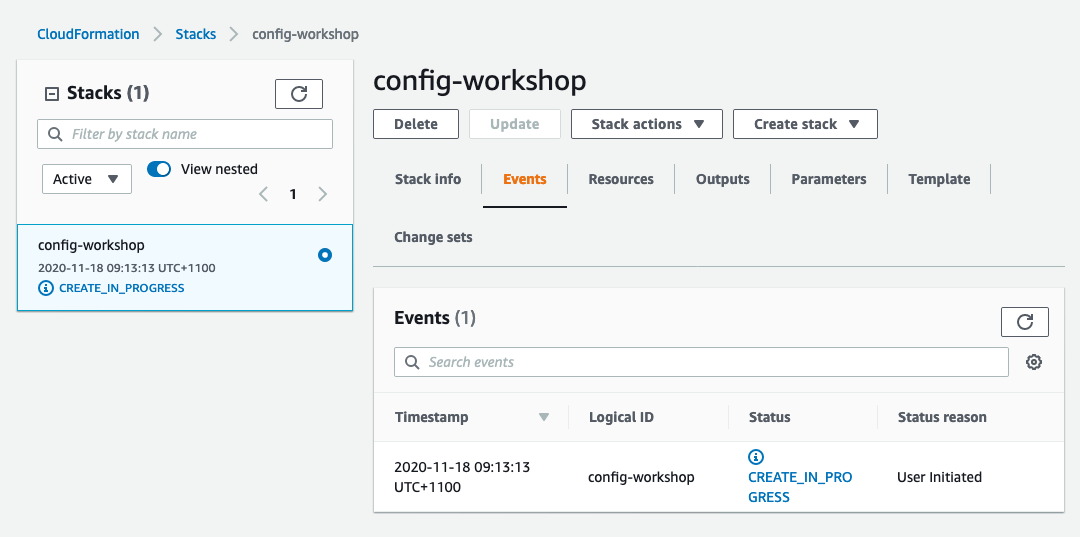 CloudFormation > Stacks > config-workshop
Stacks (1)
Filter by stack name
Active
View nested
1
config-workshop
2020-11-18 09:13:13 UTC+1100
CREATE_IN_PROGRESS
config-workshop
Delete Update Stack actions Create stack
Stack info Events Resources Outputs Parameters Template
Change sets
Events (1)
Search events
Timestamp Logical ID Status Status reason
2020-11-18 09:13:13
UTC+1100
config-workshop
CREATE_IN_PRO
GRESS
User Initiated